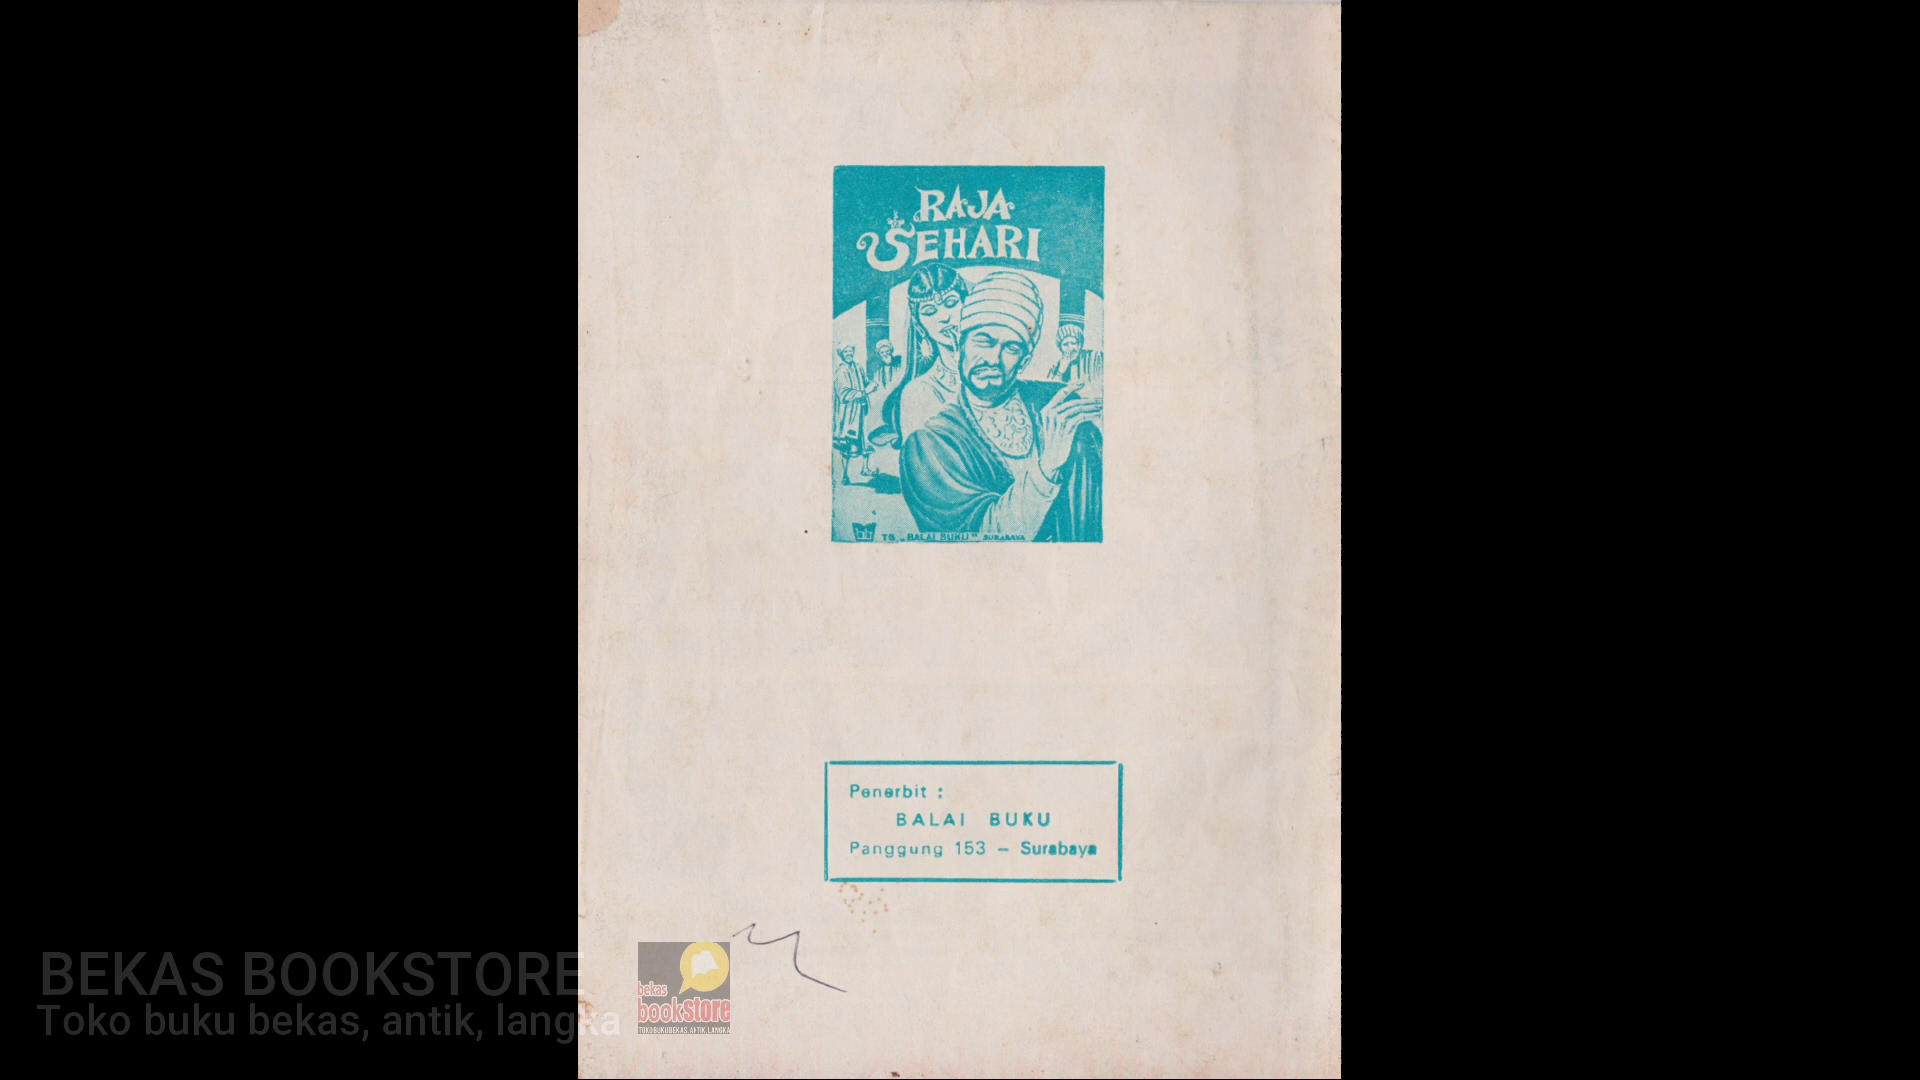 RAJA
SEHARI
TB „BALAI BUKU" SURABAYA
Penerbit :
BALAI BUKU
Panggung 153 — Surabaya
BEKAS BOOKSTORE
Toko buku bekas, antik, langka
bekas
bookstore
TOKO BUKU BEKAS, ANTIK, LANGKA